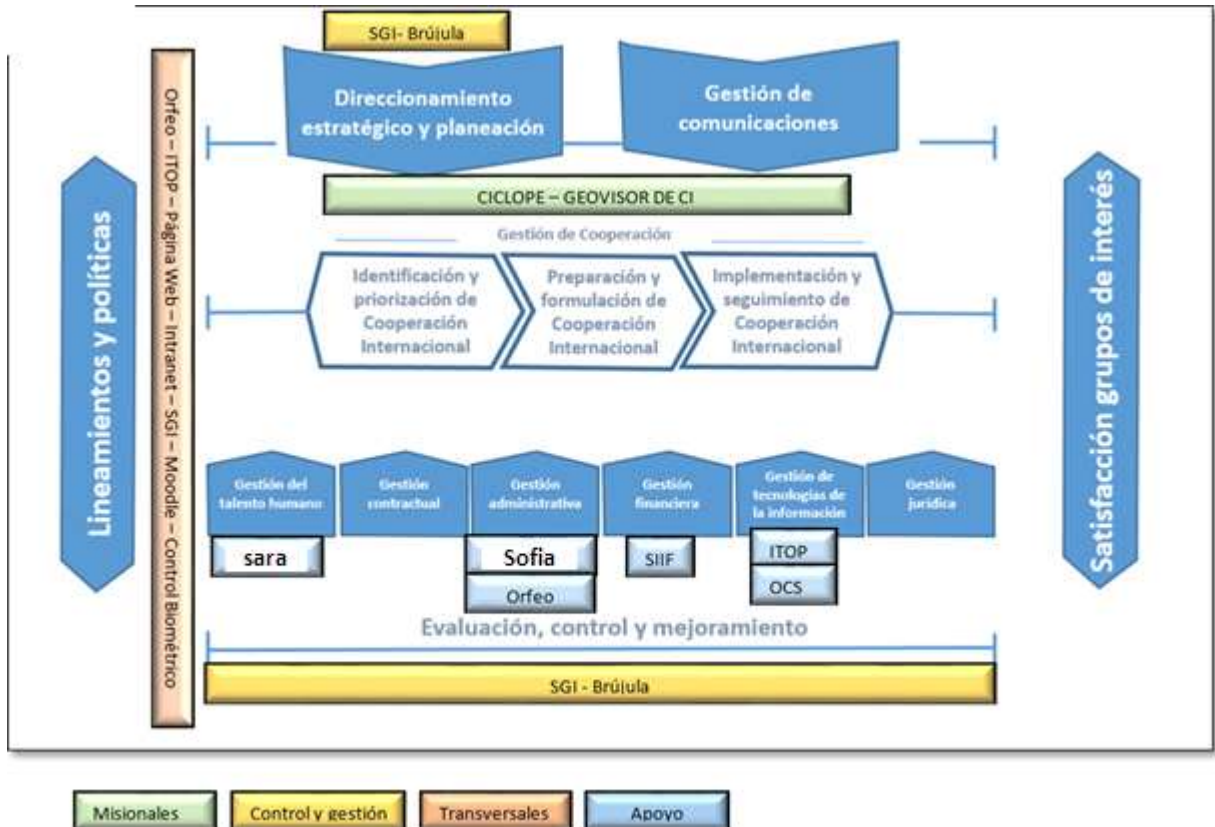 SGI- Brújula
Direccionamiento
estratégico y planeación
Gestión de
comunicaciones
CICLOPE – GEOVISOR DE CI
Gestión de Cooperación
Identificación y
priorización de
Cooperación
Internacional
Preparación y
formulación de
Cooperación
Internacional
Implementación y
seguimiento de
Cooperación
Internacional
Lineamientos y políticas
Orfeo – ITOP – Página Web – Intranet – SGI – Moodle – Control Biométrico
Satisfacción grupos de interés
Gestión del
talento humano
Gestión
contractual
Gestión
administrativa
Gestión
financiera
Gestión de
tecnologías de
la información
Gestión
jurídica
sara
Sofia
Orfeo
SIIF
ITOP
OCS
Evaluación, control y mejoramiento
SGI - Brújula
Misionales
Control y gestión
Transversales
Apoyo